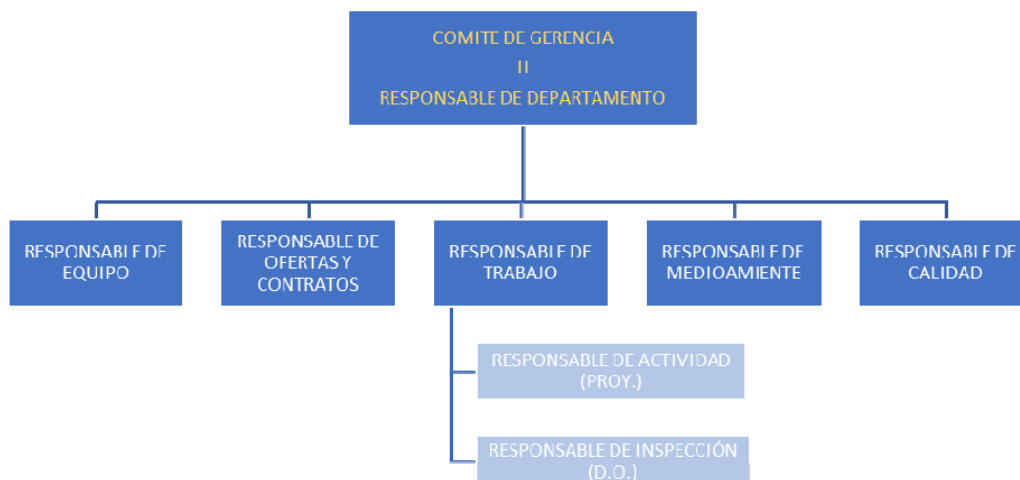 COMITE DE GERENCIA
II
RESPONSABLE DE DEPARTAMENTO
RESPONSABLE DE
EQUIPO
RESPONSABLE DE
OFERTAS Y
CONTRATOS
RESPONSABLE DE
TRABAJO
RESPONSABLE DE
MEDIOAMIENTE
RESPONSABLE DE
CALIDAD
RESPONSABLE DE ACTIVIDAD
(PROY.)
RESPONSABLE DE INSPECCIÓN
(D.O.)